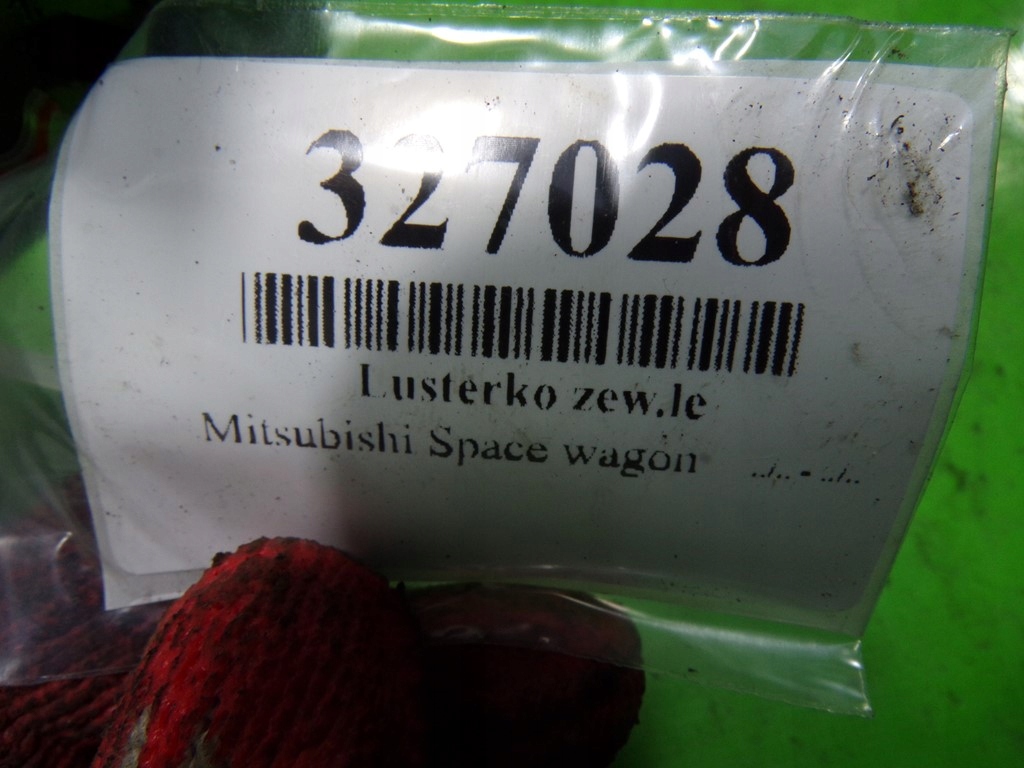 327028
Lusterko zew.le
Mitsubishi Space wagon ../.. - ../..